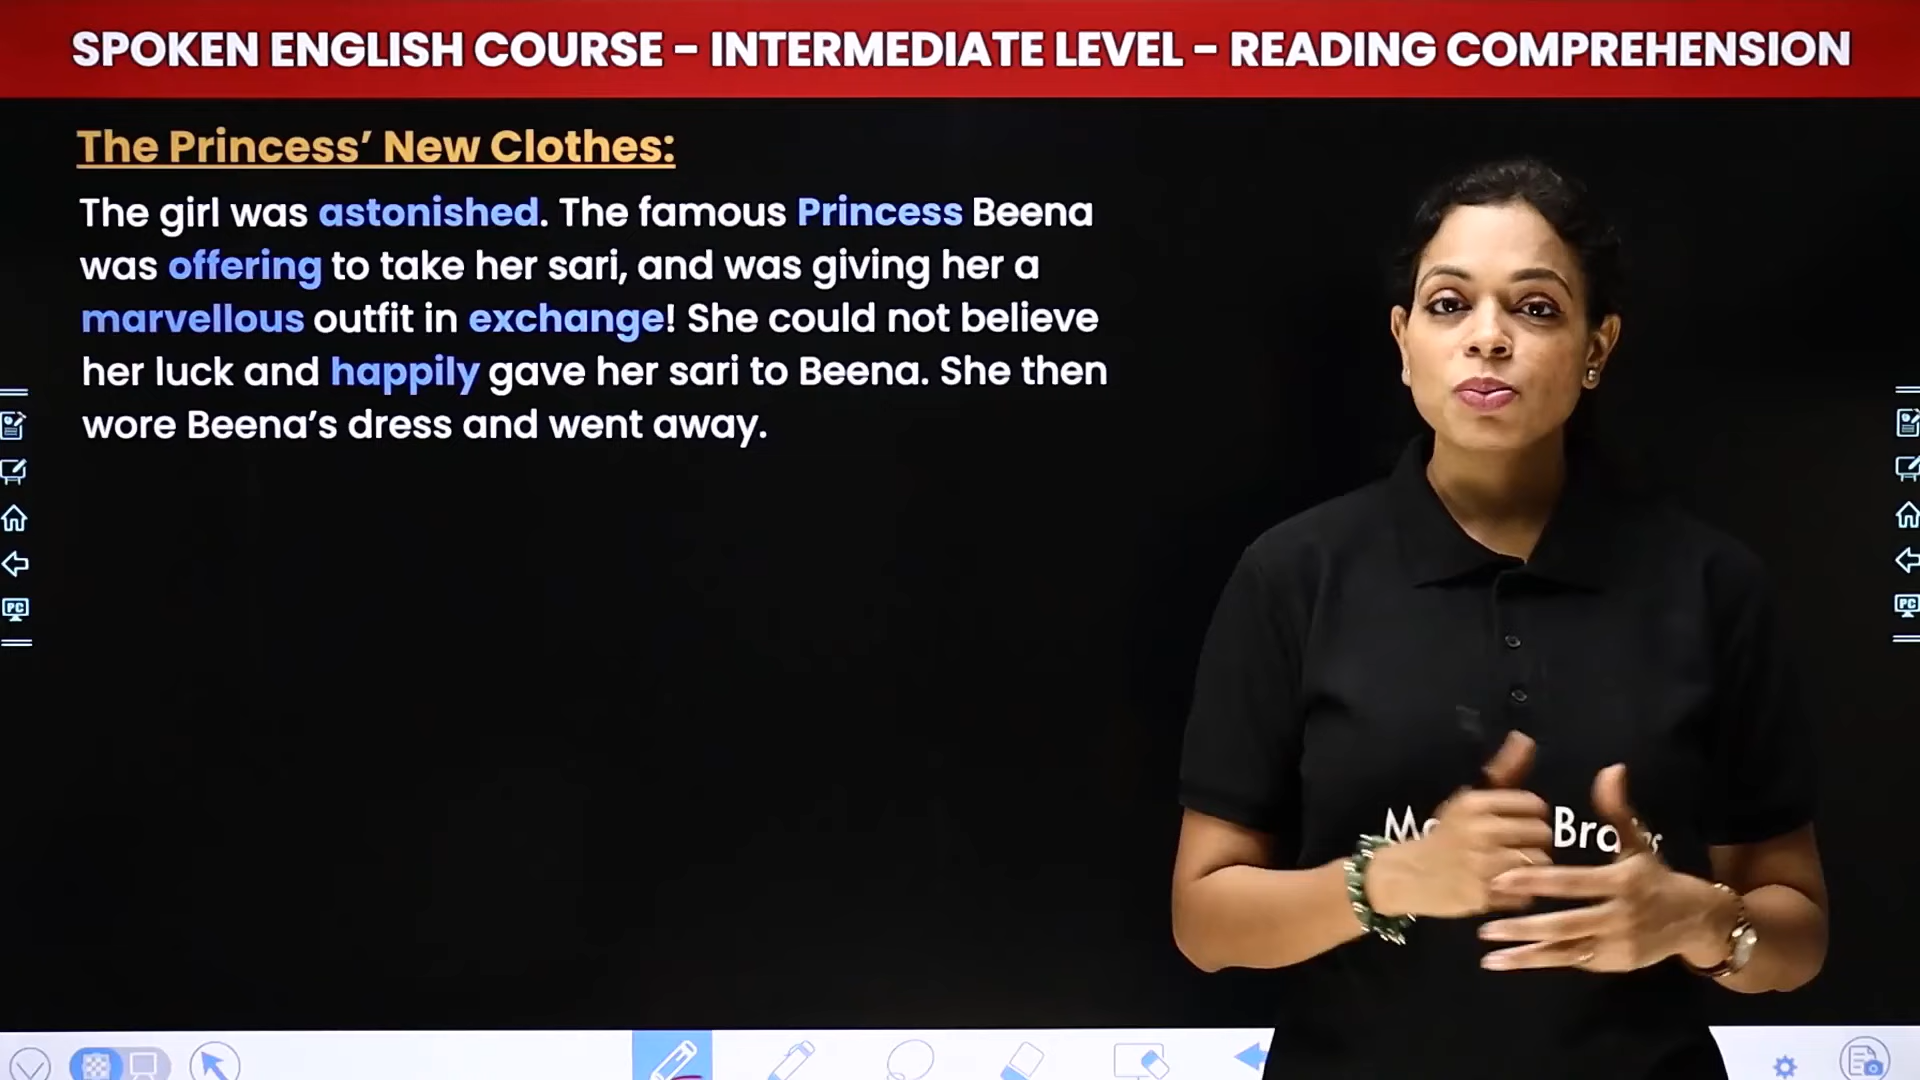 SPOKEN ENGLISH COURSE – INTERMEDIATE LEVEL – READING COMPREHENSION
The Princess’ New Clothes:
The girl was astonished. The famous Princess Beena
was offering to take her sari, and was giving her a
marvellous outfit in exchange! She could not believe
her luck and happily gave her sari to Beena. She then
wore Beena’s dress and went away.
PC
PC